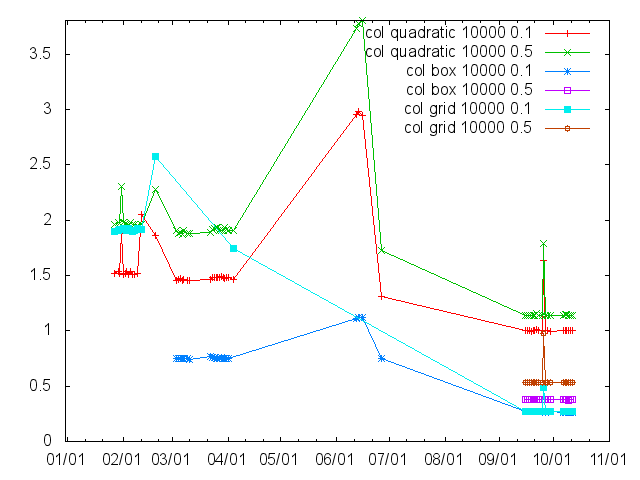 col quadratic 10000 0.1
col quadratic 10000 0.5
col box 10000 0.1
col box 10000 0.5
col grid 10000 0.1
col grid 10000 0.5
3.5
3
2.5
2
1.5
1
0.5
0
01/01 02/01 03/01 04/01 05/01 06/01 07/01 08/01 09/01 10/01 11/01